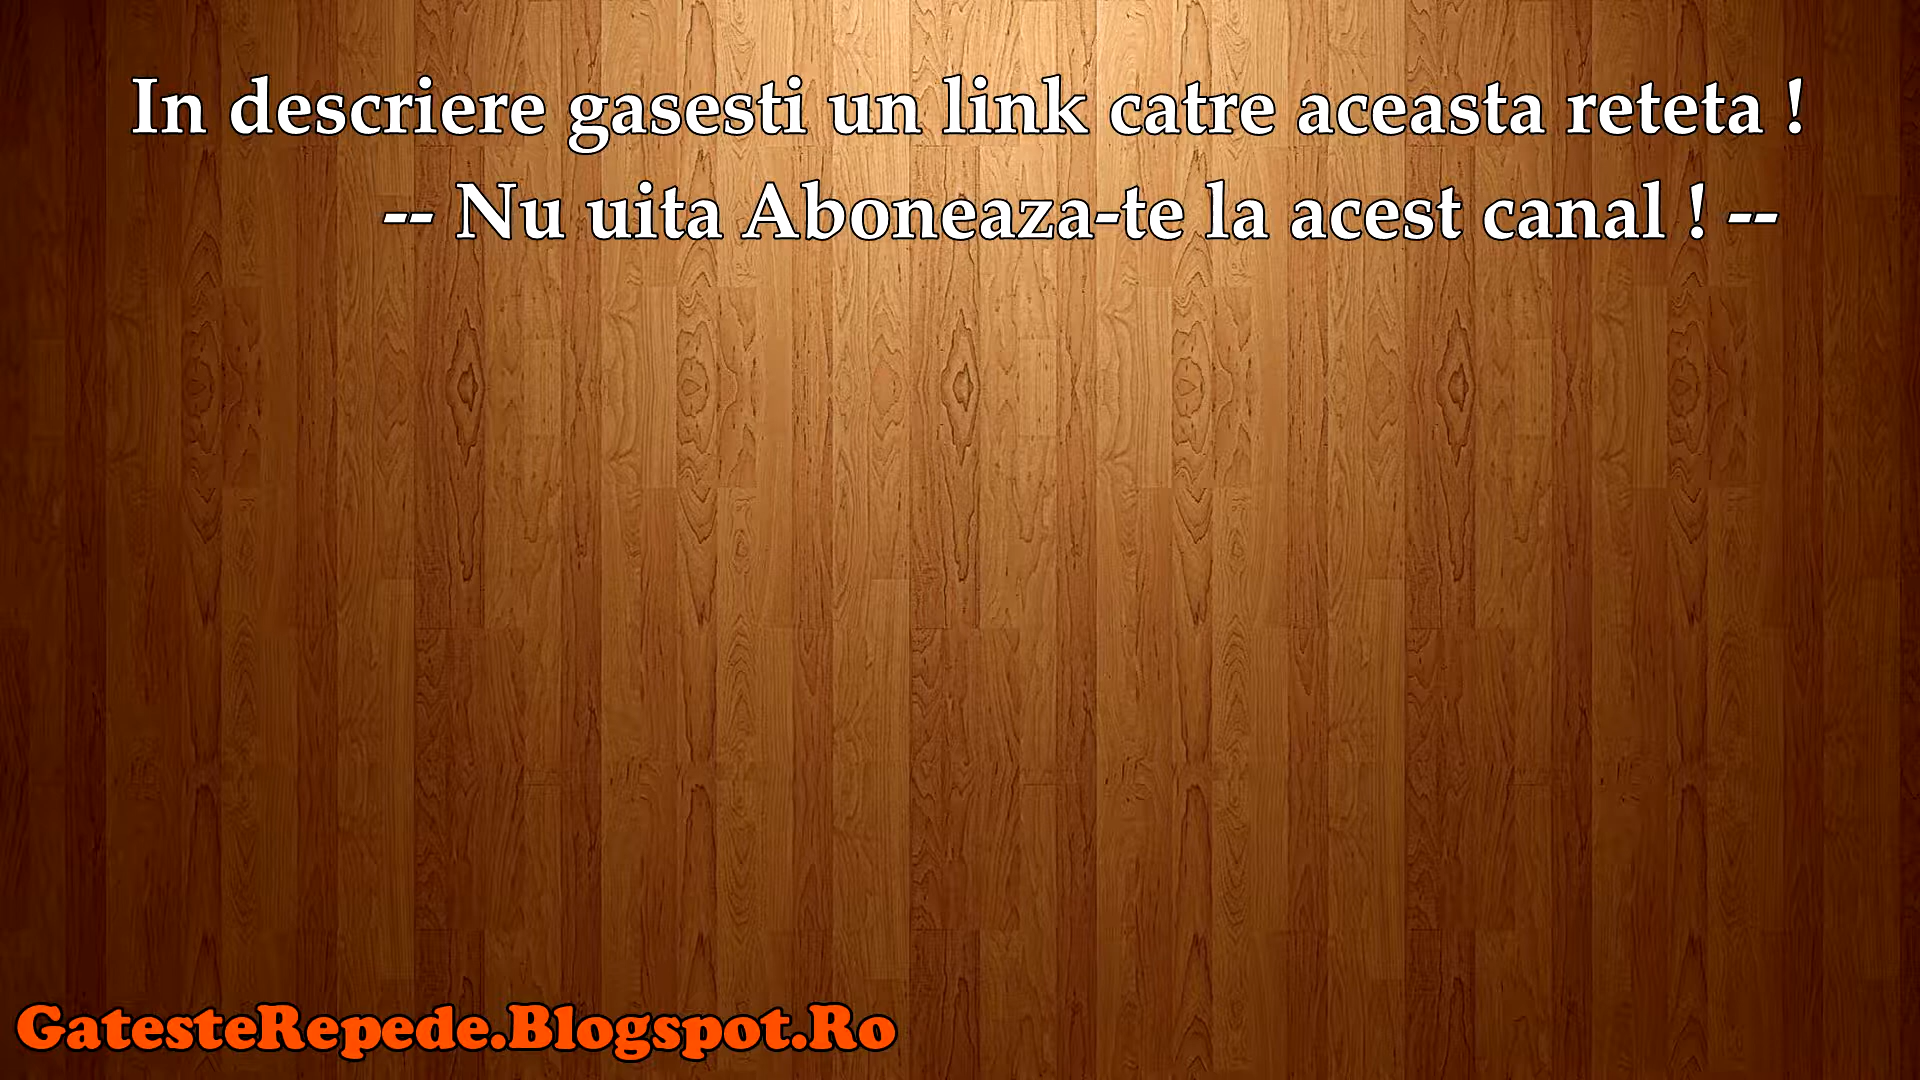 In descriere gasesti un link catre aceasta reteta !
-- Nu uita Aboneaza-te la acest canal ! --
GatesteRepede.Blogspot.Ro